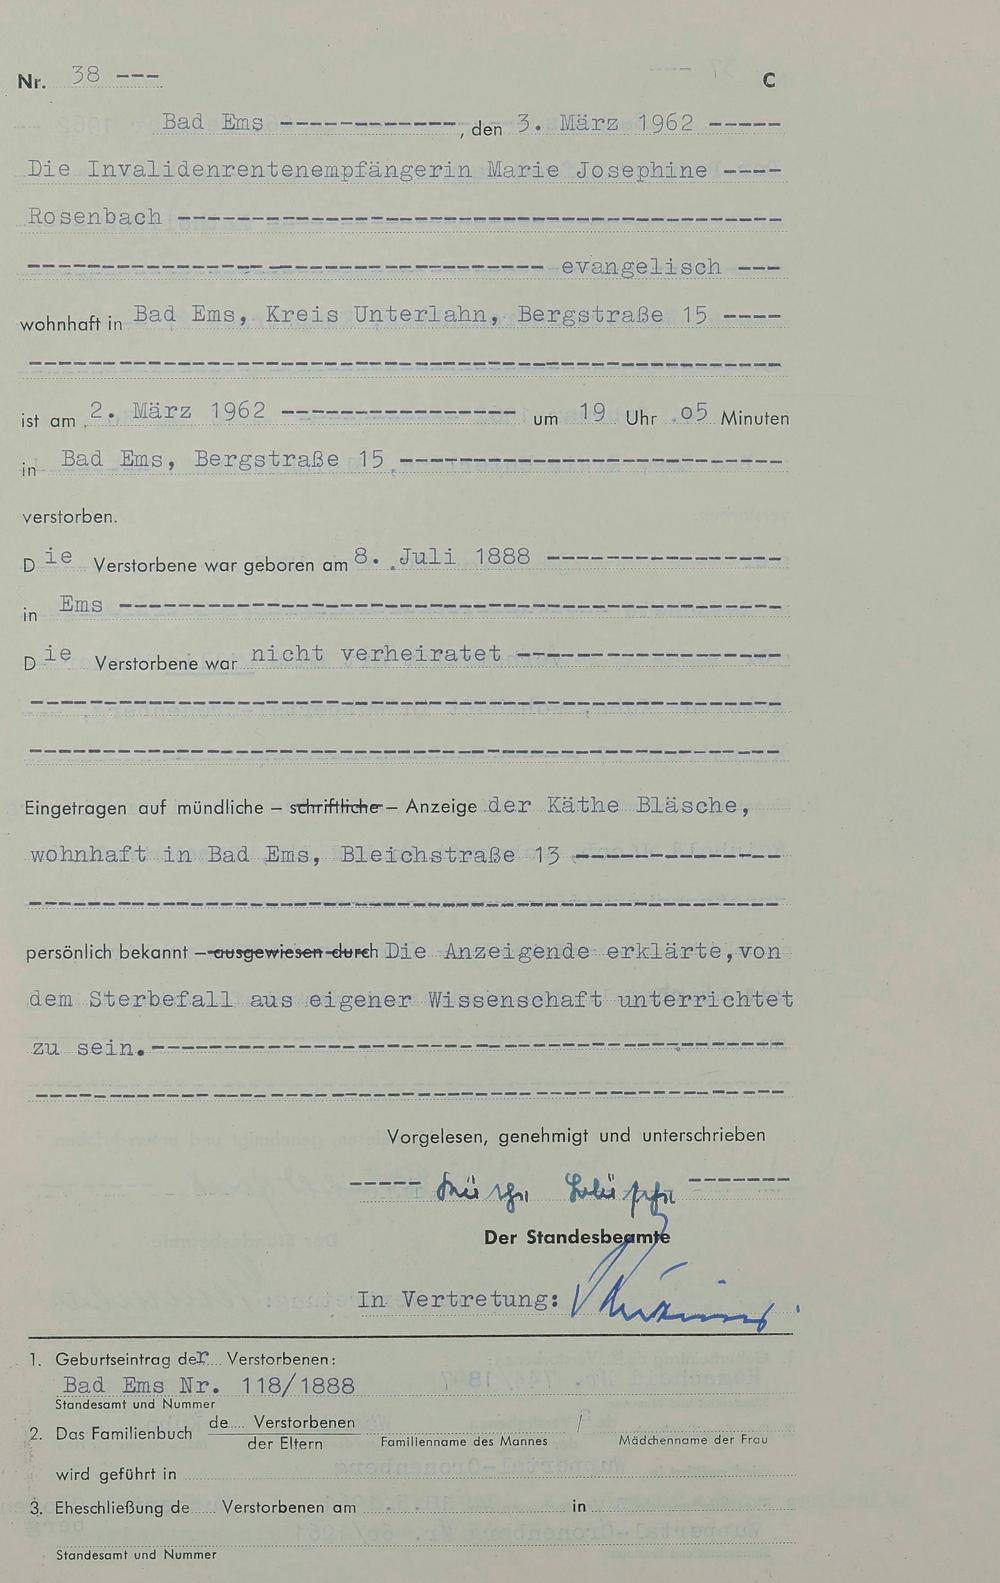 Nr. 38 --- C
Bad Ems ------------, den 3. März 1962 -----
Die Invalidenrentenempfängerin Marie Josephine ----
Rosenbach -----------------------------------------
----------------------------------- evangelisch ---
wohnhaft in Bad Ems, Kreis Unterlahn, Bergstraße 15 ----
---------------------------------------------------
ist am 2. März 1962 ---------------- um 19 Uhr o5 Minuten
in Bad Ems, Bergstraße 15 --------------------------
verstorben.
Die Verstorbene war geboren am 8. Juli 1888 ----------------
in Ems ---------------------------------------------
Die Verstorbene war nicht verheiratet ------------------
---------------------------------------------------
---------------------------------------------------
Eingetragen auf mündliche – schriftliche – Anzeige der Käthe Bläsche,
wohnhaft in Bad Ems, Bleichstraße 13 --------------
---------------------------------------------------
persönlich bekannt – ausgewiesen durch Die Anzeigende erklärte, von
dem Sterbefall aus eigener Wissenschaft unterrichtet
zu sein.-------------------------------------------
---------------------------------------------------
Vorgelesen, genehmigt und unterschrieben
----- Käthe Bläsche -------
Der Standesbeamte
In Vertretung:
1. Geburtseintrag der Verstorbenen:
Bad Ems Nr. 118/1888
Standesamt und Nummer
2. Das Familienbuch de Verstorbenen
der Eltern Familienname des Mannes / Mädchenname der Frau
wird geführt in
3. Eheschließung de Verstorbenen am in
Standesamt und Nummer